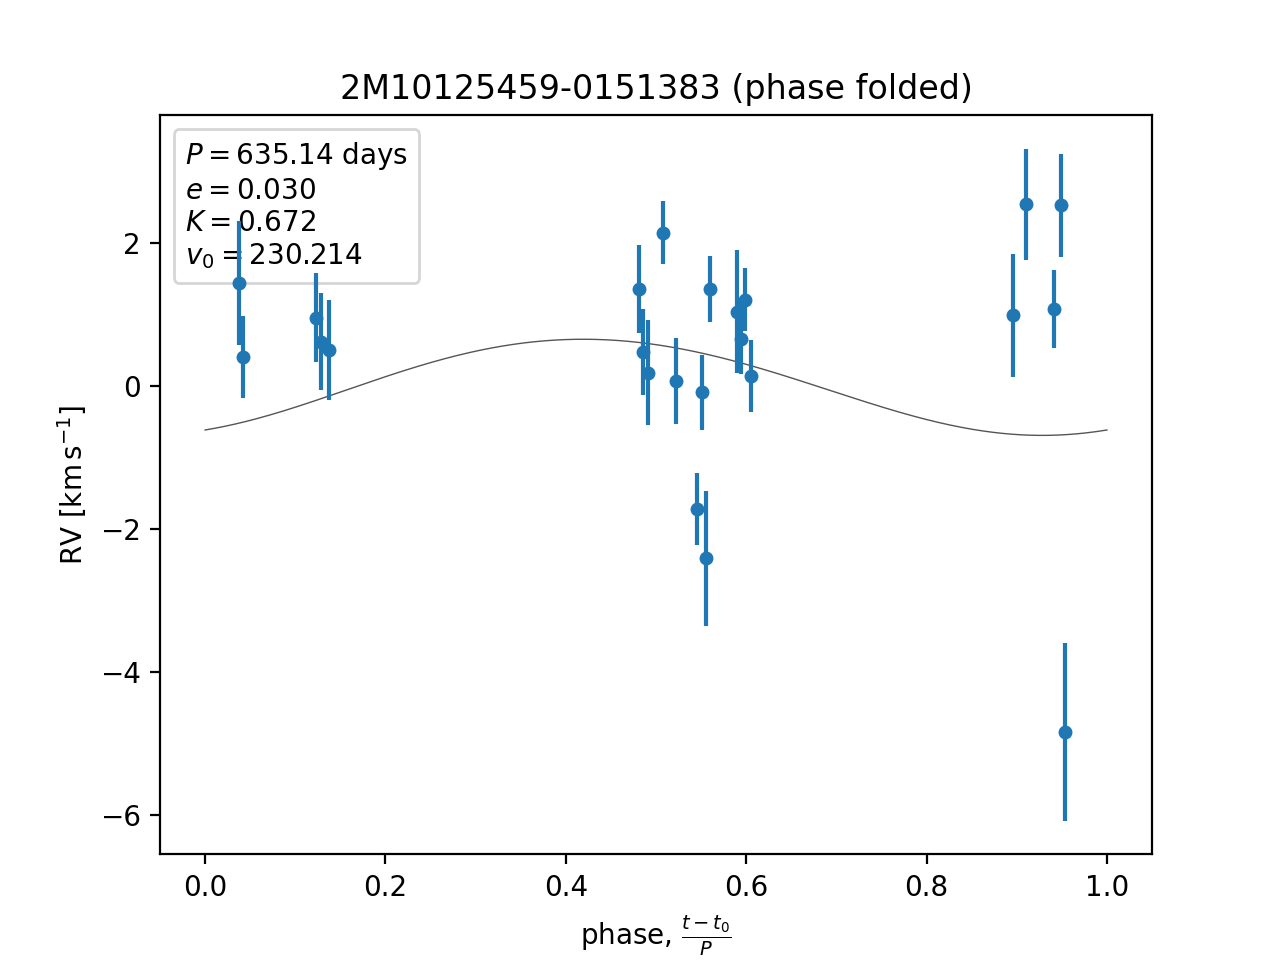 2M10125459-0151383 (phase folded)
P = 635.14 days
e = 0.030
K = 0.672
v₀ = 230.214
2
0
−2
−4
−6
RV [km s⁻¹]
0.0 0.2 0.4 0.6 0.8 1.0
phase, (t − t₀)/P